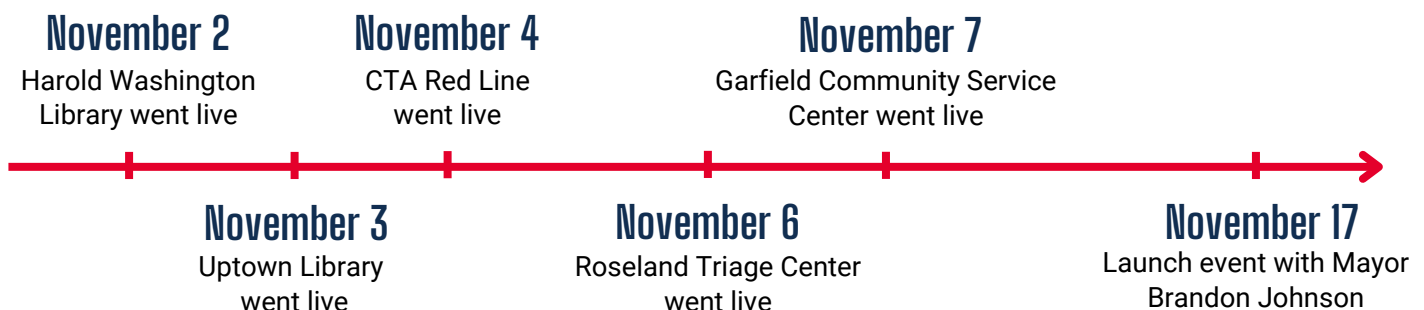 November 2
Harold Washington
Library went live
November 3
Uptown Library
went live
November 4
CTA Red Line
went live
November 6
Roseland Triage Center
went live
November 7
Garfield Community Service
Center went live
November 17
Launch event with Mayor
Brandon Johnson